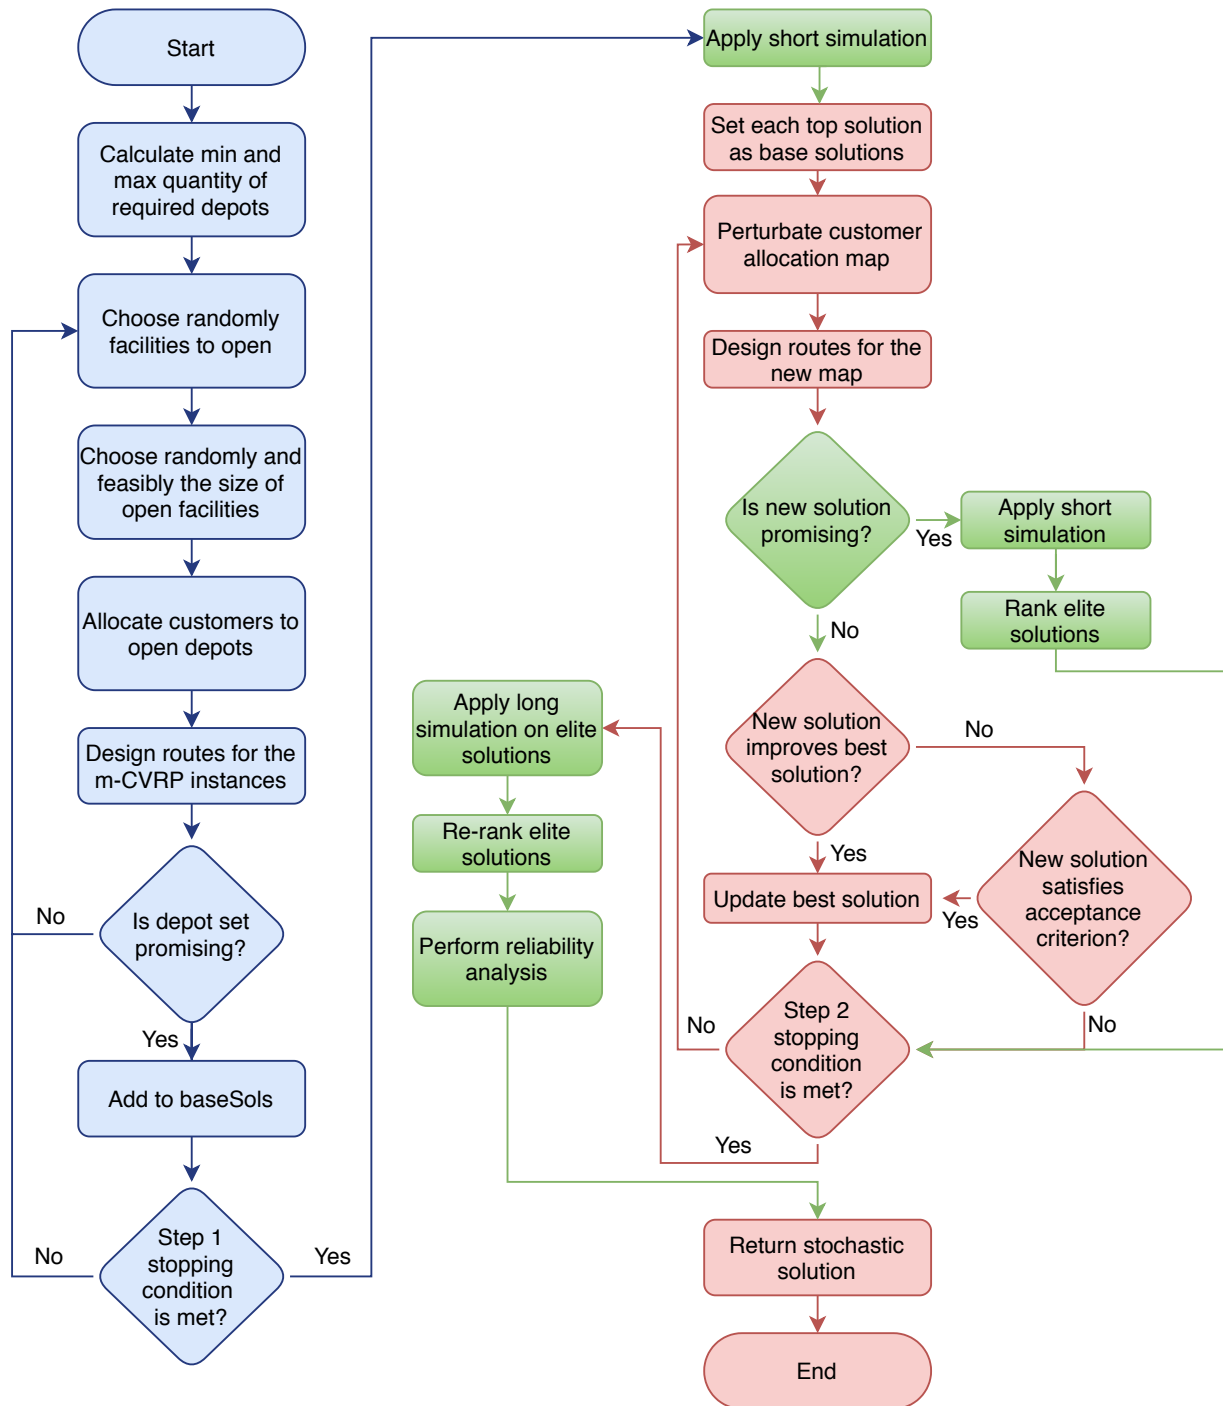 Start
Calculate min and
max quantity of
required depots
Choose randomly
facilities to open
Choose randomly and
feasibly the size of
open facilities
Allocate customers to
open depots
Design routes for the
m-CVRP instances
Is depot set
promising?
No
Yes
Add to baseSols
Step 1
stopping
condition
is met?
No
Yes
Apply short simulation
Set each top solution
as base solutions
Perturbate customer
allocation map
Design routes for the
new map
Is new solution
promising?
Yes
Apply short
simulation
Rank elite
solutions
No
New solution
improves best
solution?
No
Yes
New solution
satisfies
acceptance
criterion?
Yes
No
Update best solution
Step 2
stopping
condition
is met?
No
Yes
Apply long
simulation on elite
solutions
Re-rank elite
solutions
Perform reliability
analysis
Return stochastic
solution
End